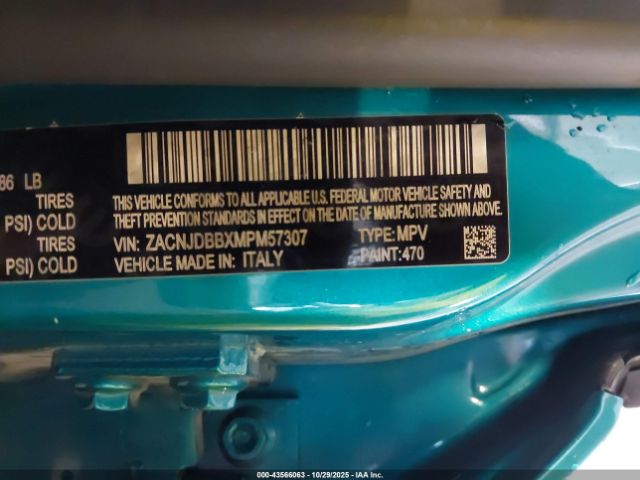 86 LB
TIRES
PSI) COLD
TIRES
PSI) COLD
THIS VEHICLE CONFORMS TO ALL APPLICABLE U.S. FEDERAL MOTOR VEHICLE SAFETY AND
THEFT PREVENTION STANDARDS IN EFFECT ON THE DATE OF MANUFACTURE SHOWN ABOVE.
VIN: ZACNJDBBXMPM57307 TYPE: MPV
VEHICLE MADE IN: ITALY PAINT: 470
000-43566063 | 10/29/2025 - Copyright © 2025 IAA